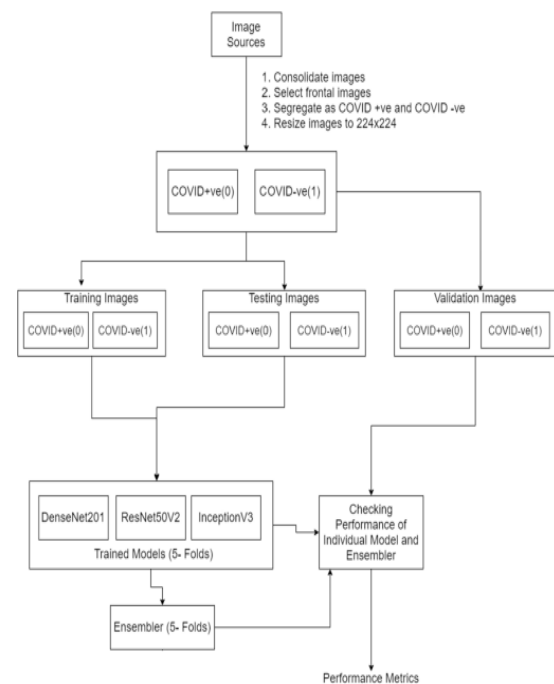 Image
Sources
1. Consolidate images
2. Select frontal images
3. Segregate as COVID +ve and COVID -ve
4. Resize images to 224x224
COVID+ve(0)
COVID-ve(1)
Training Images
COVID+ve(0)
COVID-ve(1)
Testing Images
COVID+ve(0)
COVID-ve(1)
Validation Images
COVID+ve(0)
COVID-ve(1)
DenseNet201
ResNet50V2
InceptionV3
Trained Models (5- Folds)
Checking
Performance of
Individual Model and
Ensembler
Ensembler (5- Folds)
Performance Metrics